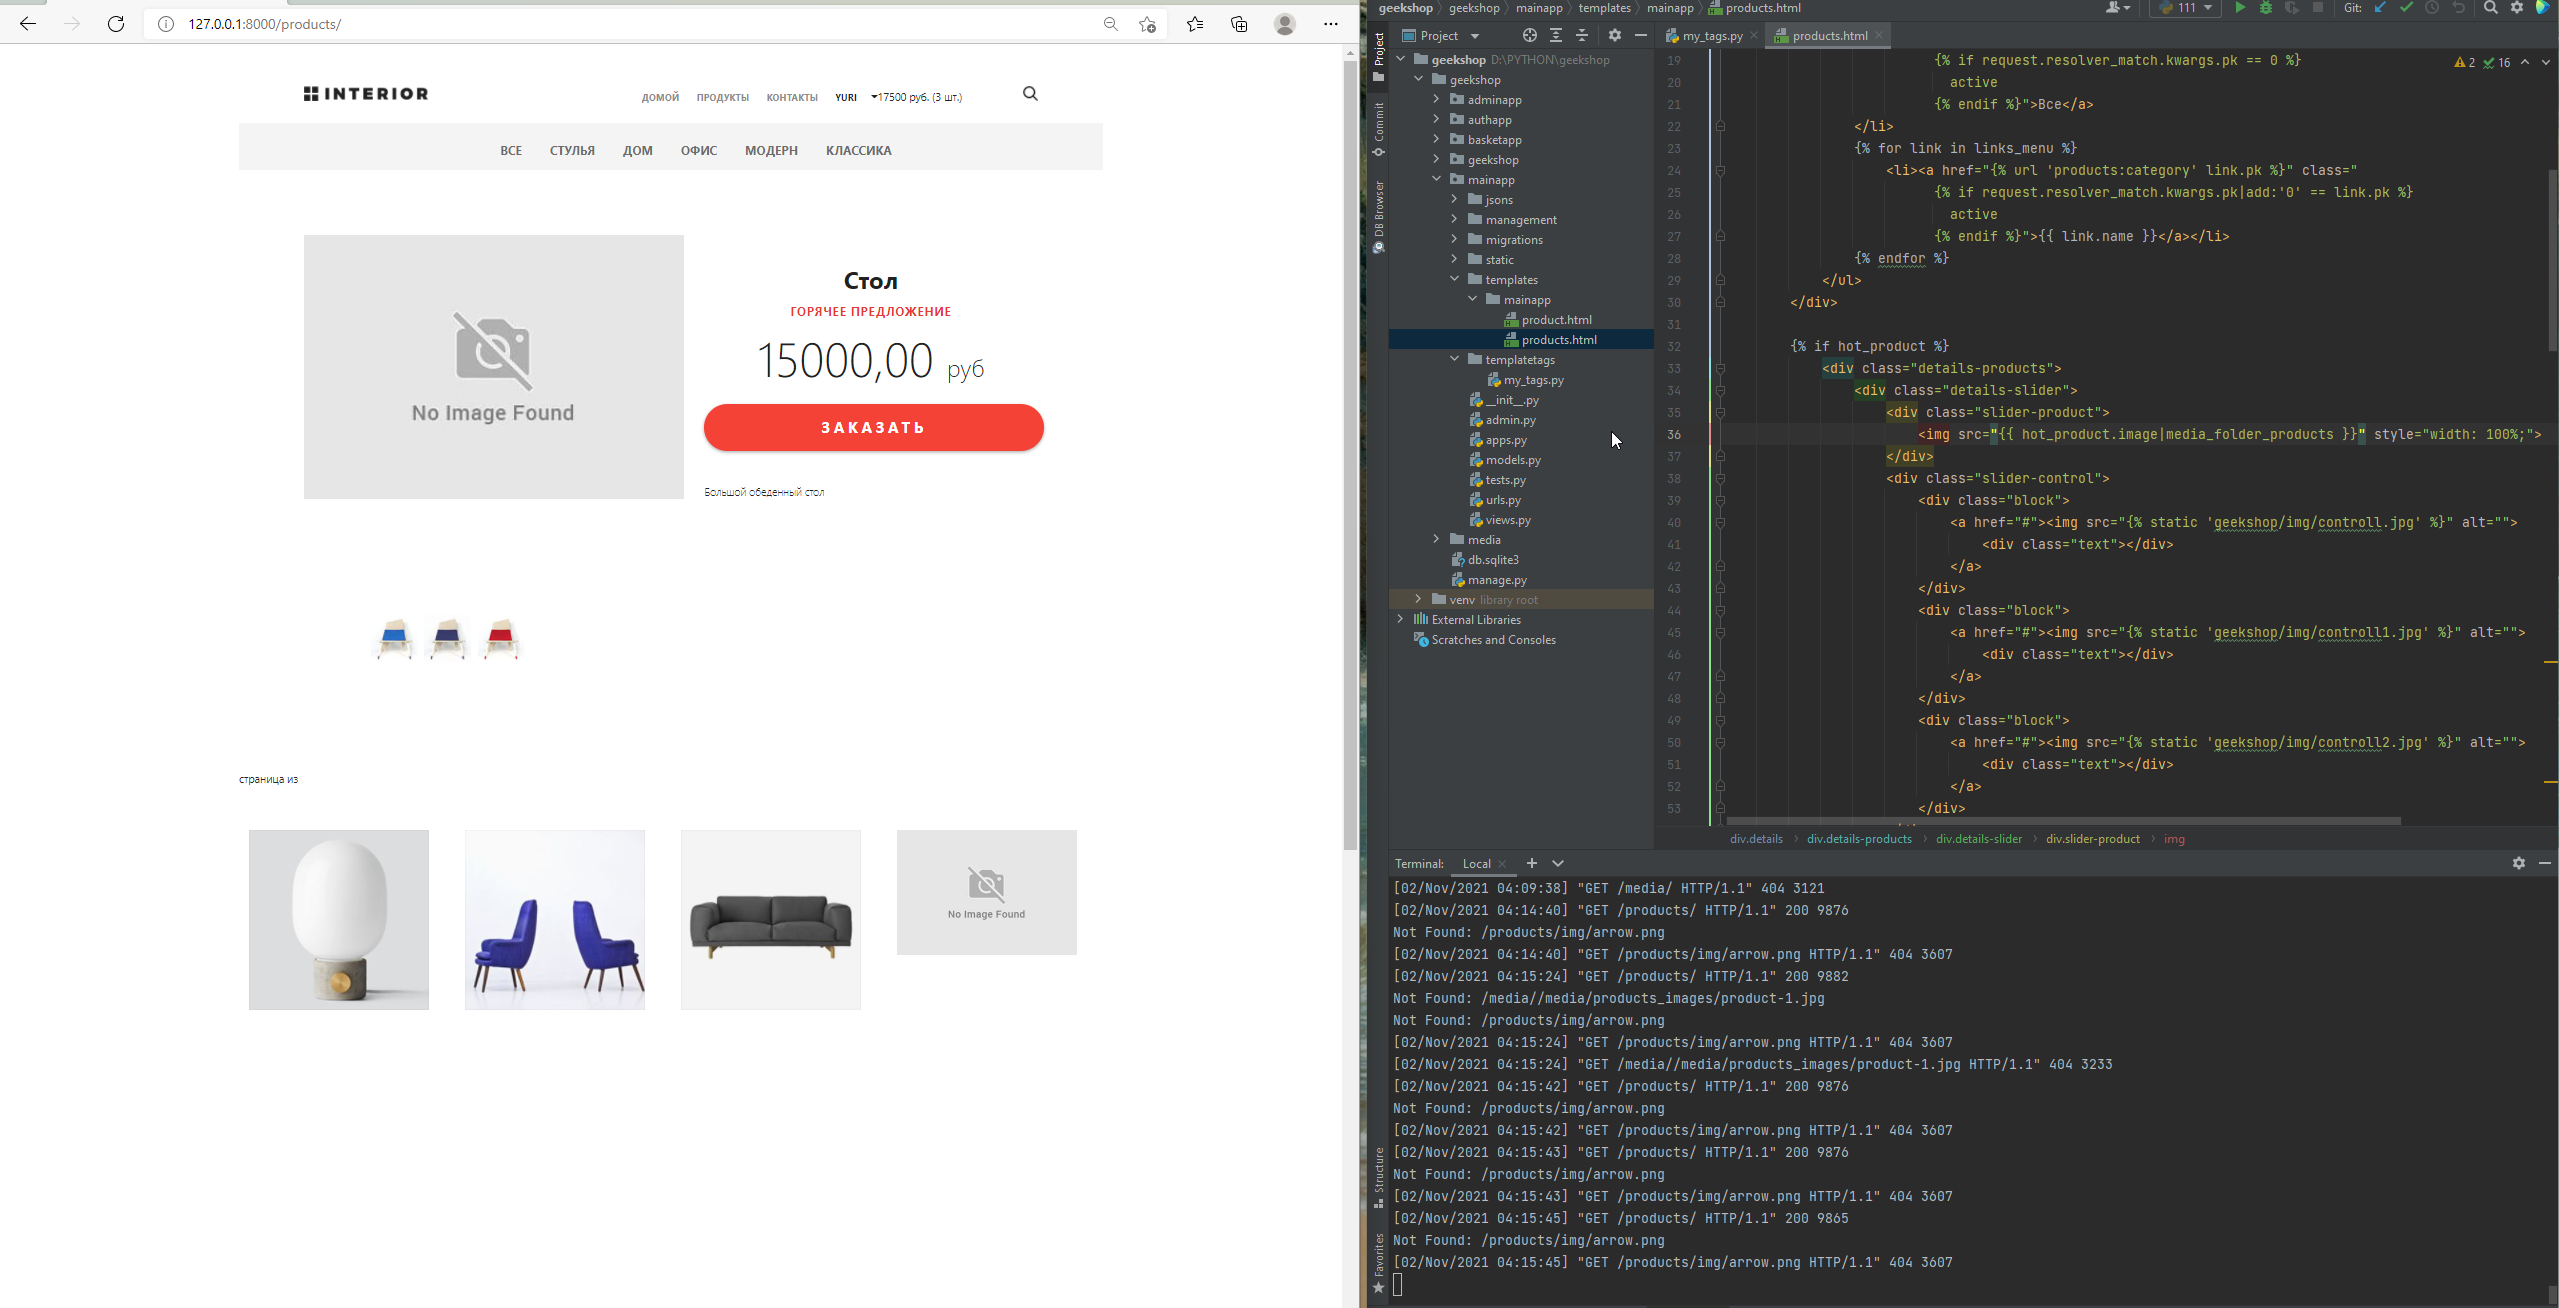 127.0.0.1:8000/products/
INTERIOR
ДОМОЙ ПРОДУКТЫ КОНТАКТЫ YURI 17500 руб. (3 шт.)
ВСЕ СТУЛЬЯ ДОМ ОФИС МОДЕРН КЛАССИКА
No Image Found
Стол
ГОРЯЧЕЕ ПРЕДЛОЖЕНИЕ
15000,00 руб
ЗАКАЗАТЬ
Большой обеденный стол
страница из
No Image Found
geekshop geekshop mainapp templates mainapp products.html
111 Git:
Project
my_tags.py products.html
Project
Commit
DB Browser
Structure
Favorites
geekshop D:\PYTHON\geekshop
geekshop
adminapp
authapp
basketapp
geekshop
mainapp
jsons
management
migrations
static
templates
mainapp
product.html
products.html
templatetags
my_tags.py
__init__.py
admin.py
apps.py
models.py
tests.py
urls.py
views.py
media
db.sqlite3
manage.py
venv library root
External Libraries
Scratches and Consoles
2 16
19 {% if request.resolver_match.kwargs.pk == 0 %}
20 active
21 {% endif %}">Все</a>
22 </li>
23 {% for link in links_menu %}
24 <li><a href="{% url 'products:category' link.pk %}" class="
25 {% if request.resolver_match.kwargs.pk|add:'0' == link.pk %}
26 active
27 {% endif %}">{{ link.name }}</a></li>
28 {% endfor %}
29 </ul>
30 </div>
31
32 {% if hot_product %}
33 <div class="details-products">
34 <div class="details-slider">
35 <div class="slider-product">
36 <img src="{{ hot_product.image|media_folder_products }}" style="width: 100%;">
37 </div>
38 <div class="slider-control">
39 <div class="block">
40 <a href="#"><img src="{% static 'geekshop/img/controll.jpg' %}" alt="">
41 <div class="text"></div>
42 </a>
43 </div>
44 <div class="block">
45 <a href="#"><img src="{% static 'geekshop/img/controll1.jpg' %}" alt="">
46 <div class="text"></div>
47 </a>
48 </div>
49 <div class="block">
50 <a href="#"><img src="{% static 'geekshop/img/controll2.jpg' %}" alt="">
51 <div class="text"></div>
52 </a>
53 </div>
div.details div.details-products div.details-slider div.slider-product img
Terminal: Local
[02/Nov/2021 04:09:38] "GET /media/ HTTP/1.1" 404 3121
[02/Nov/2021 04:14:40] "GET /products/ HTTP/1.1" 200 9876
Not Found: /products/img/arrow.png
[02/Nov/2021 04:14:40] "GET /products/img/arrow.png HTTP/1.1" 404 3607
[02/Nov/2021 04:15:24] "GET /products/ HTTP/1.1" 200 9882
Not Found: /media//media/products_images/product-1.jpg
Not Found: /products/img/arrow.png
[02/Nov/2021 04:15:24] "GET /products/img/arrow.png HTTP/1.1" 404 3607
[02/Nov/2021 04:15:24] "GET /media//media/products_images/product-1.jpg HTTP/1.1" 404 3233
[02/Nov/2021 04:15:42] "GET /products/ HTTP/1.1" 200 9876
Not Found: /products/img/arrow.png
[02/Nov/2021 04:15:42] "GET /products/img/arrow.png HTTP/1.1" 404 3607
[02/Nov/2021 04:15:43] "GET /products/ HTTP/1.1" 200 9876
Not Found: /products/img/arrow.png
[02/Nov/2021 04:15:43] "GET /products/img/arrow.png HTTP/1.1" 404 3607
[02/Nov/2021 04:15:45] "GET /products/ HTTP/1.1" 200 9865
Not Found: /products/img/arrow.png
[02/Nov/2021 04:15:45] "GET /products/img/arrow.png HTTP/1.1" 404 3607